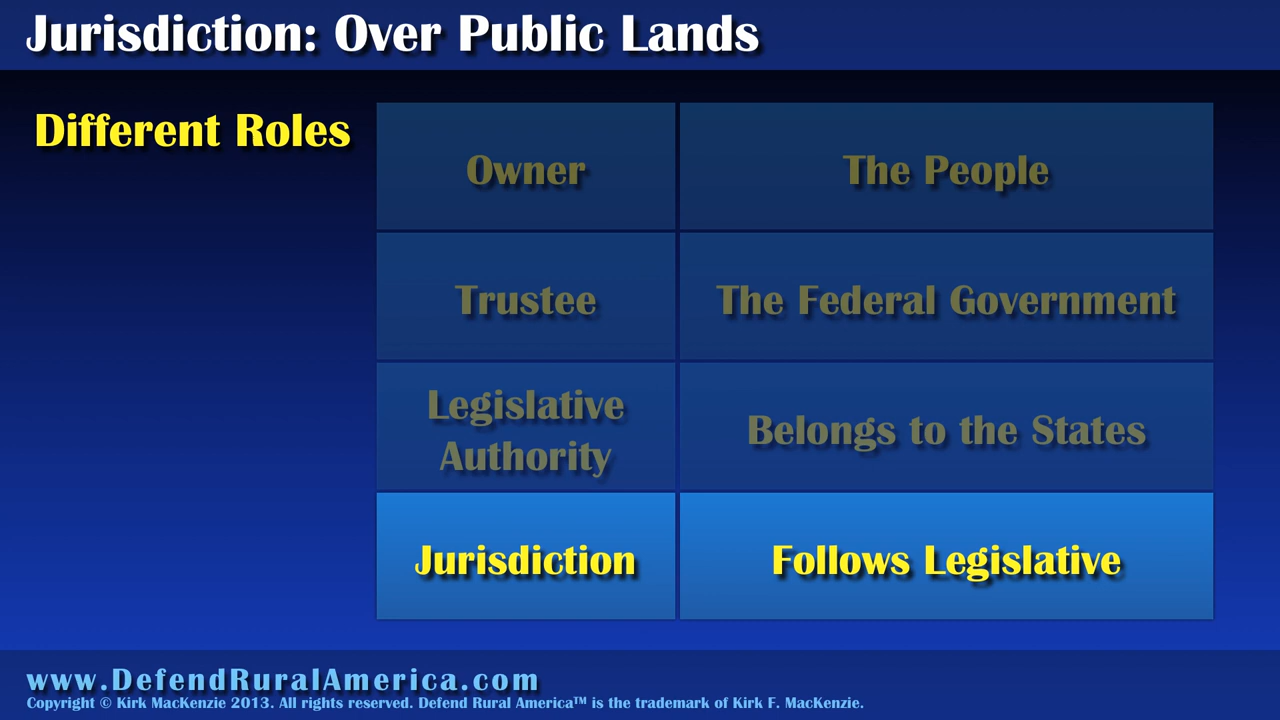 Jurisdiction: Over Public Lands
Different Roles
Owner
The People
Trustee
The Federal Government
Legislative
Authority
Belongs to the States
Jurisdiction
Follows Legislative
www.DefendRuralAmerica.com
Copyright © Kirk MacKenzie 2013. All rights reserved. Defend Rural America™ is the trademark of Kirk F. MacKenzie.